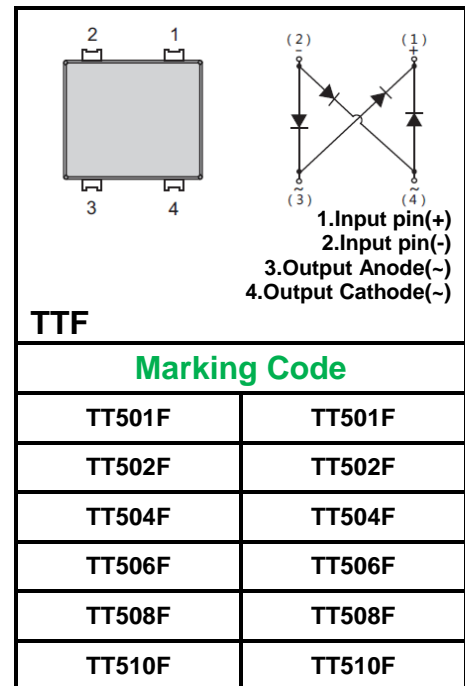 2 1
3 4
(2) (1)
- +
~ ~
(3) (4)
1.Input pin(+)
2.Input pin(-)
3.Output Anode(~)
4.Output Cathode(~)
TTF
Marking Code
TT501F TT501F
TT502F TT502F
TT504F TT504F
TT506F TT506F
TT508F TT508F
TT510F TT510F